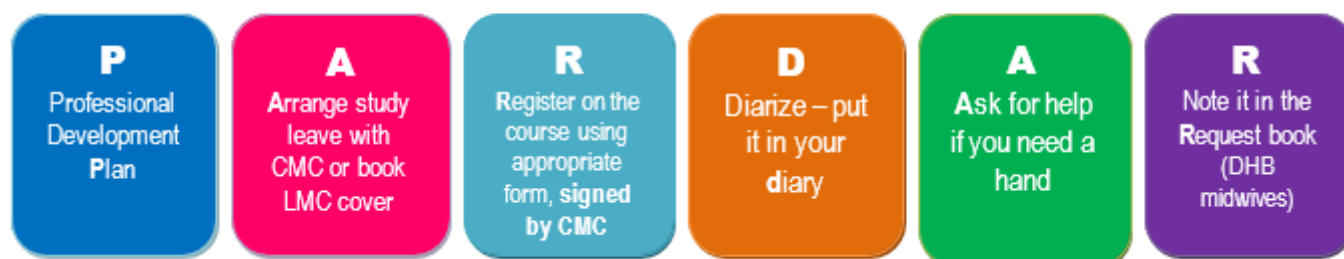 P
Professional
Development
Plan
A
Arrange study
leave with
CMC or book
LMC cover
R
Register on the
course using
appropriate
form, signed
by CMC
D
Diarize – put
it in your
diary
A
Ask for help
if you need a
hand
R
Note it in the
Request book
(DHB
midwives)